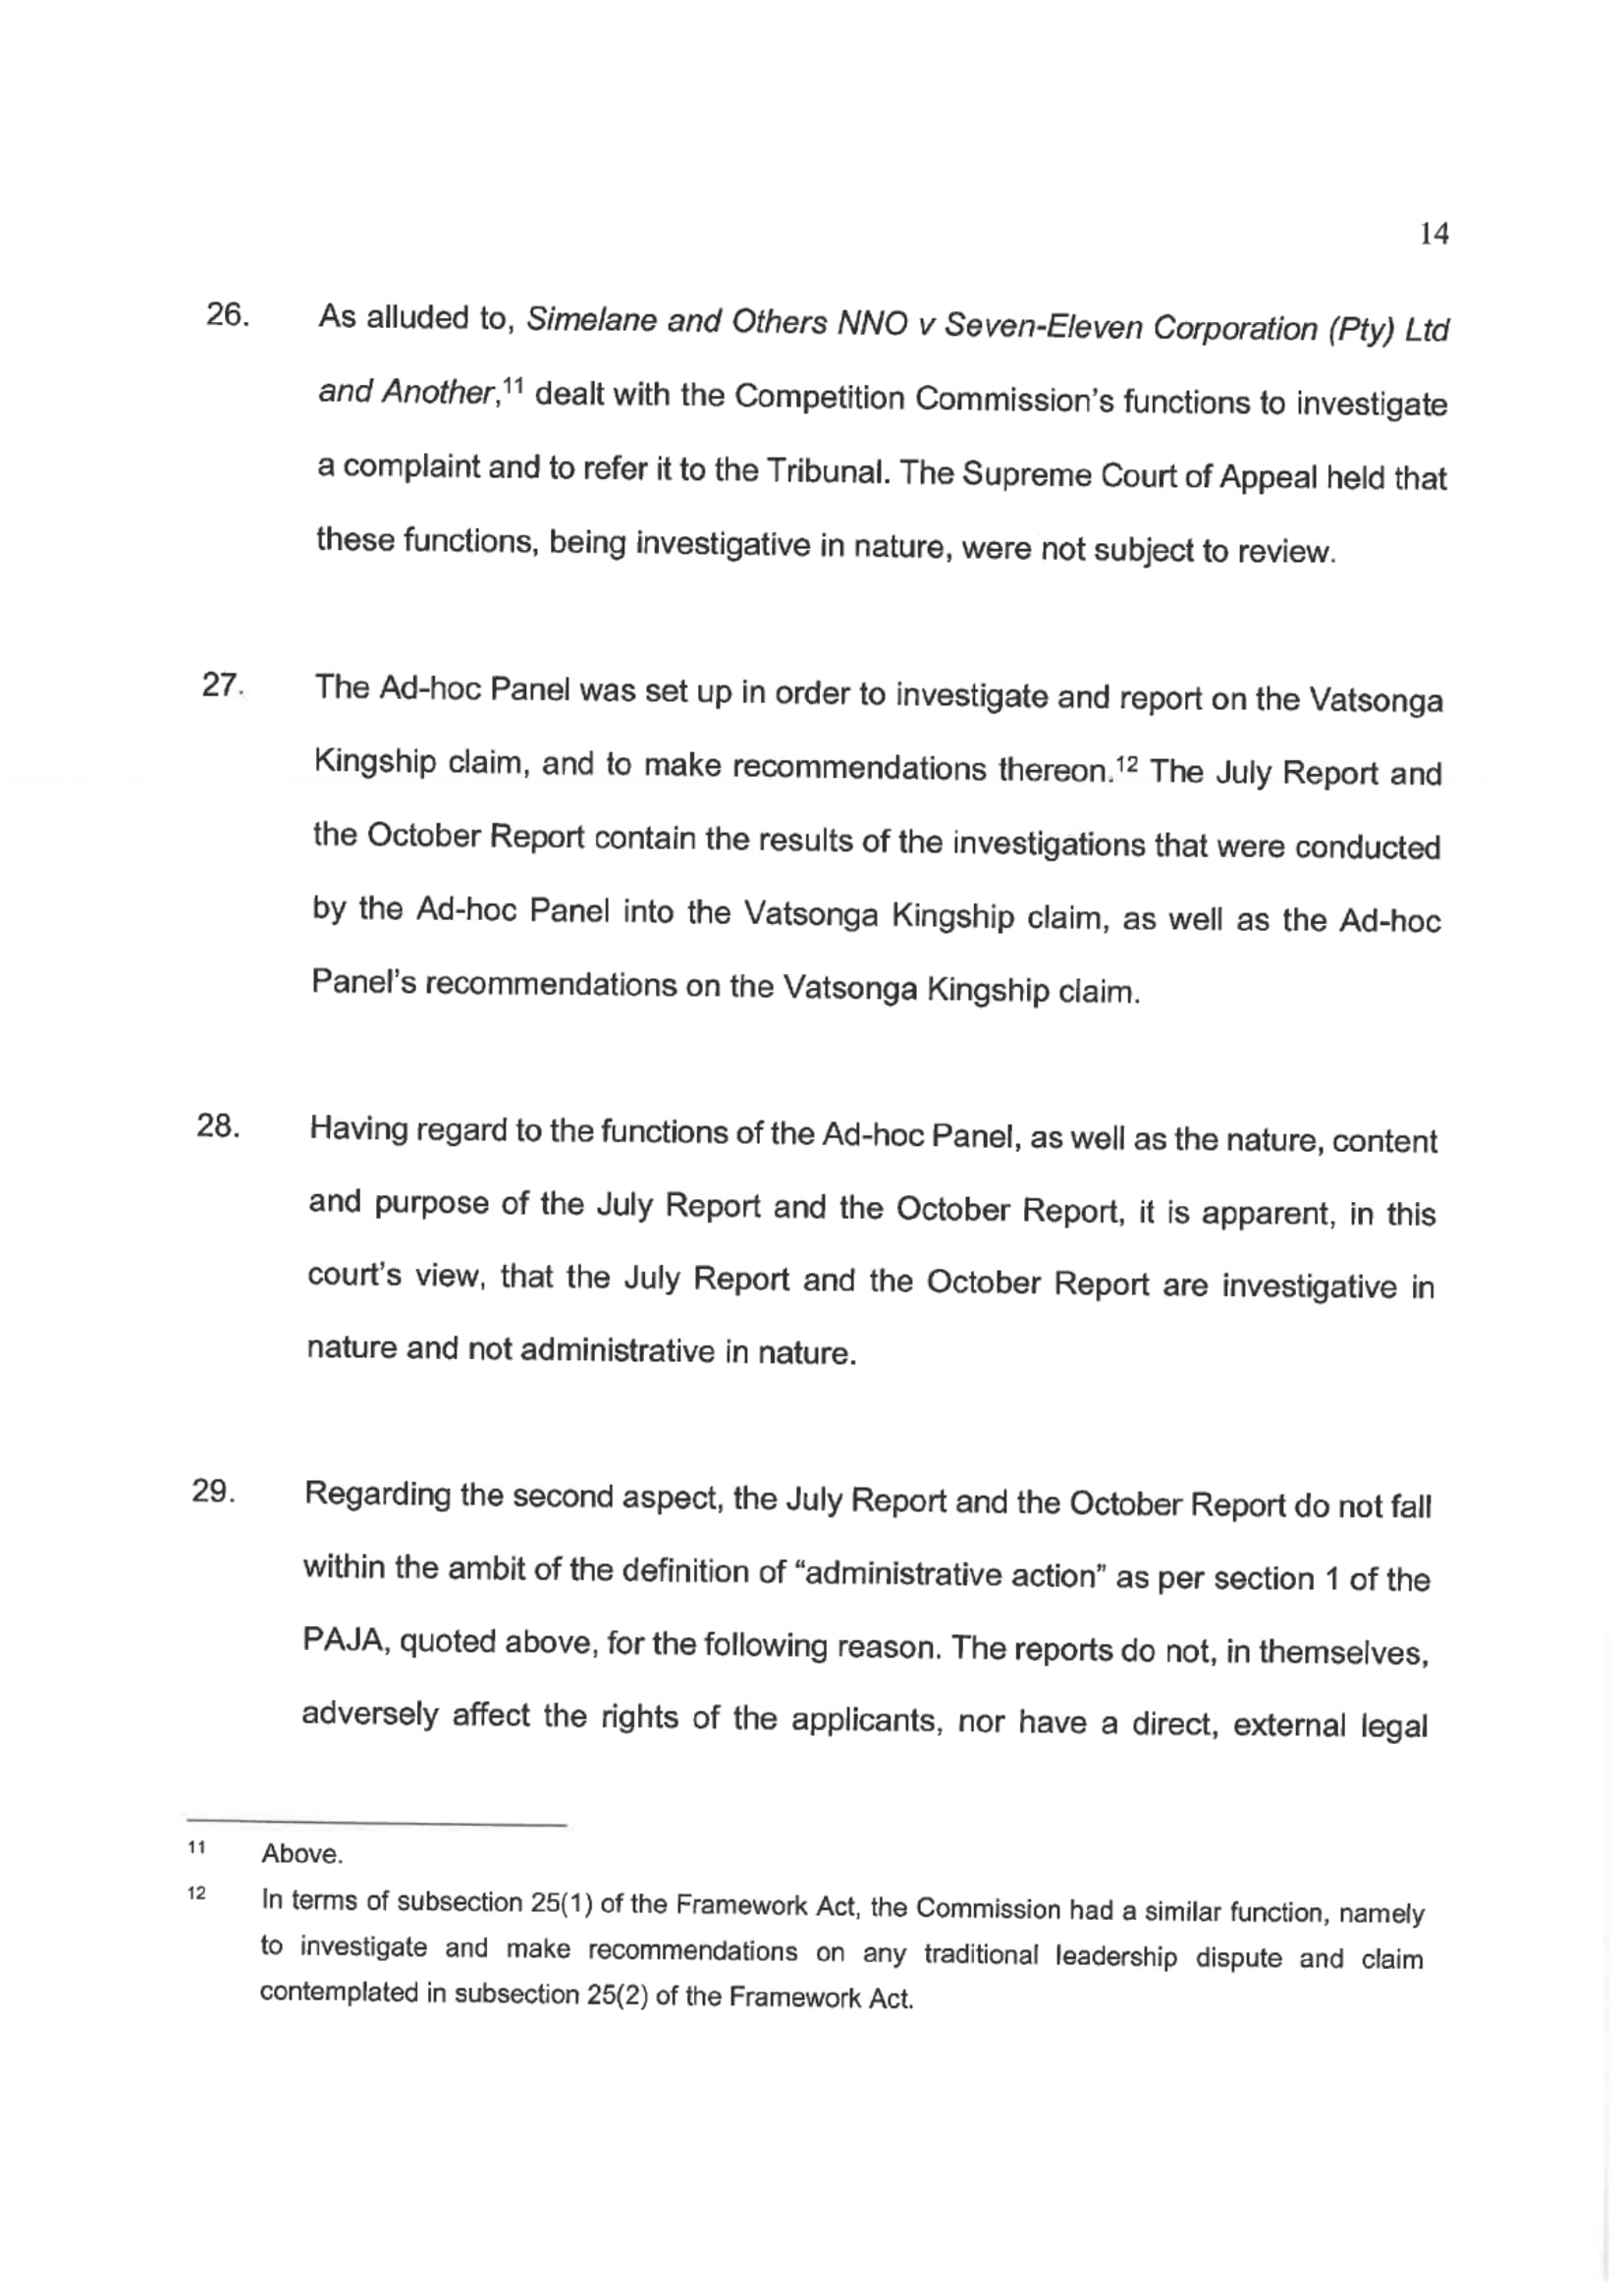 14
26. As alluded to, Simelane and Others NNO v Seven-Eleven Corporation (Pty) Ltd
and Another,11 dealt with the Competition Commission's functions to investigate
a complaint and to refer it to the Tribunal. The Supreme Court of Appeal held that
these functions, being investigative in nature, were not subject to review.
27. The Ad-hoc Panel was set up in order to investigate and report on the Vatsonga
Kingship claim, and to make recommendations thereon.12 The July Report and
the October Report contain the results of the investigations that were conducted
by the Ad-hoc Panel into the Vatsonga Kingship claim, as well as the Ad-hoc
Panel's recommendations on the Vatsonga Kingship claim.
28. Having regard to the functions of the Ad-hoc Panel, as well as the nature, content
and purpose of the July Report and the October Report, it is apparent, in this
court's view, that the July Report and the October Report are investigative in
nature and not administrative in nature.
29. Regarding the second aspect, the July Report and the October Report do not fall
within the ambit of the definition of “administrative action” as per section 1 of the
PAJA, quoted above, for the following reason. The reports do not, in themselves,
adversely affect the rights of the applicants, nor have a direct, external legal
11 Above.
12 In terms of subsection 25(1) of the Framework Act, the Commission had a similar function, namely
to investigate and make recommendations on any traditional leadership dispute and claim
contemplated in subsection 25(2) of the Framework Act.